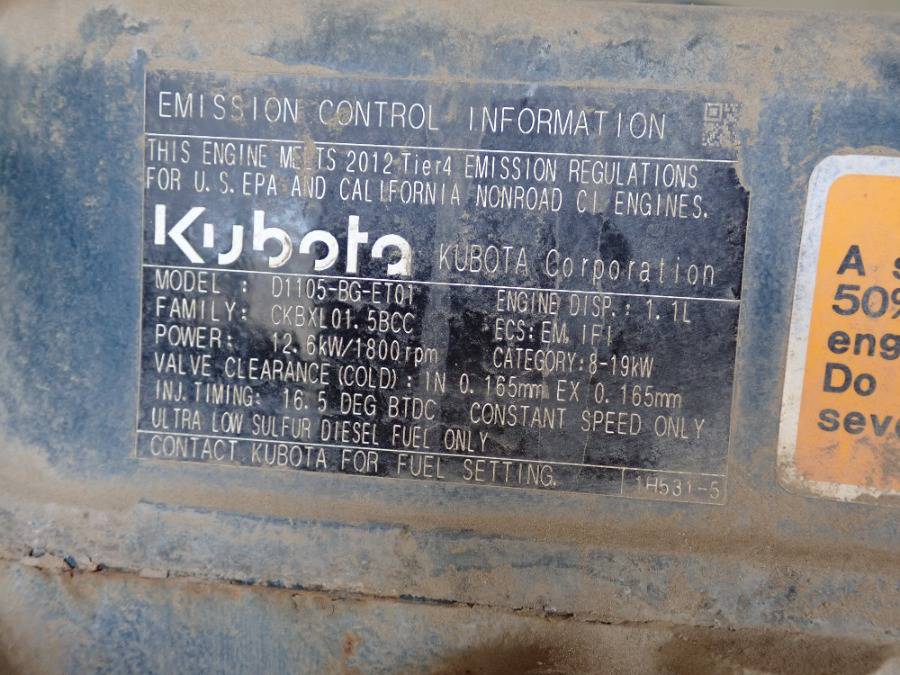 EMISSION CONTROL INFORMATION
THIS ENGINE MEETS 2012 Tier4 EMISSION REGULATIONS
FOR U.S.EPA AND CALIFORNIA NONROAD CI ENGINES.
Kubota KUBOTA Corporation
MODEL : D1105-BG-ET01 ENGINE DISP.: 1.1L
FAMILY: CKBXL01.5BCC ECS:EM, IFI
POWER: 12.6kW/1800rpm CATEGORY:8-19kW
VALVE CLEARANCE(COLD): IN 0.165mm EX 0.165mm
INJ.TIMING: 16.5 DEG BTDC CONSTANT SPEED ONLY
ULTRA LOW SULFUR DIESEL FUEL ONLY
CONTACT KUBOTA FOR FUEL SETTING. 1H531-5
A s
50%
eng
Do
seve